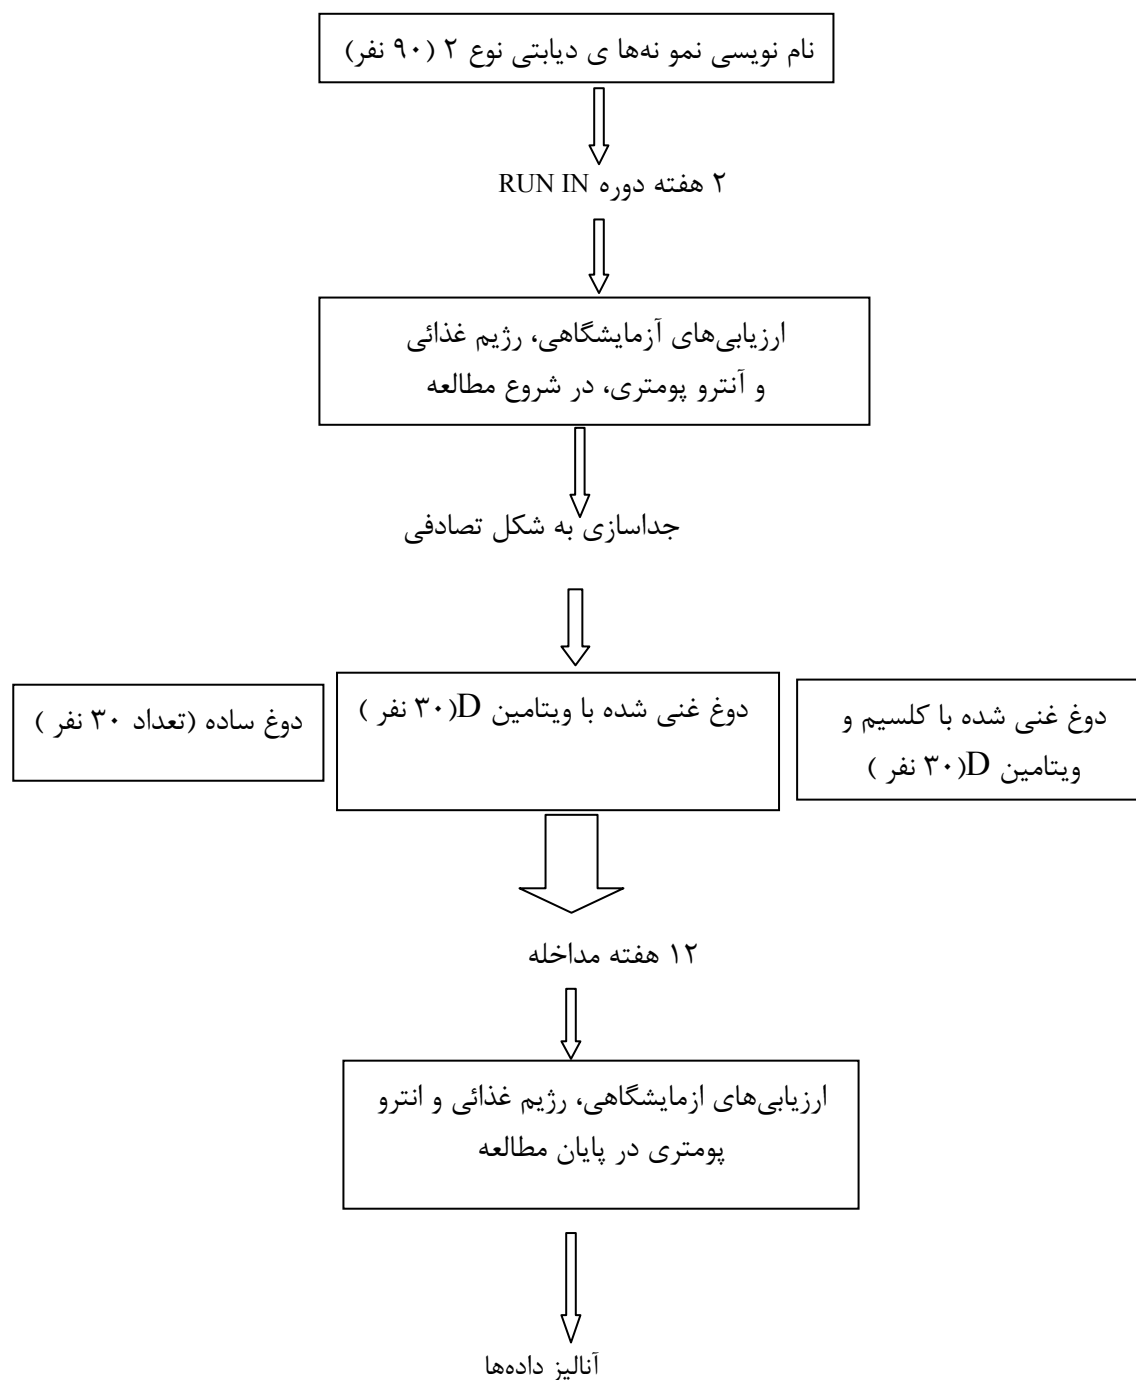 نام نویسی نمو نه‌ها ی دیابتی نوع ۲ (۹۰ نفر)
۲ هفته دوره RUN IN
ارزیابی‌های آزمایشگاهی، رژیم غذائی
و آنترو پومتری، در شروع مطالعه
جداسازی به شکل تصادفی
دوغ غنی شده با کلسیم و
ویتامین D(۳۰ نفر )
دوغ غنی شده با ویتامین D(۳۰ نفر )
دوغ ساده (تعداد ۳۰ نفر )
۱۲ هفته مداخله
ارزیابی‌های ازمایشگاهی، رژیم غذائی و انترو
پومتری در پایان مطالعه
آنالیز داده‌ها